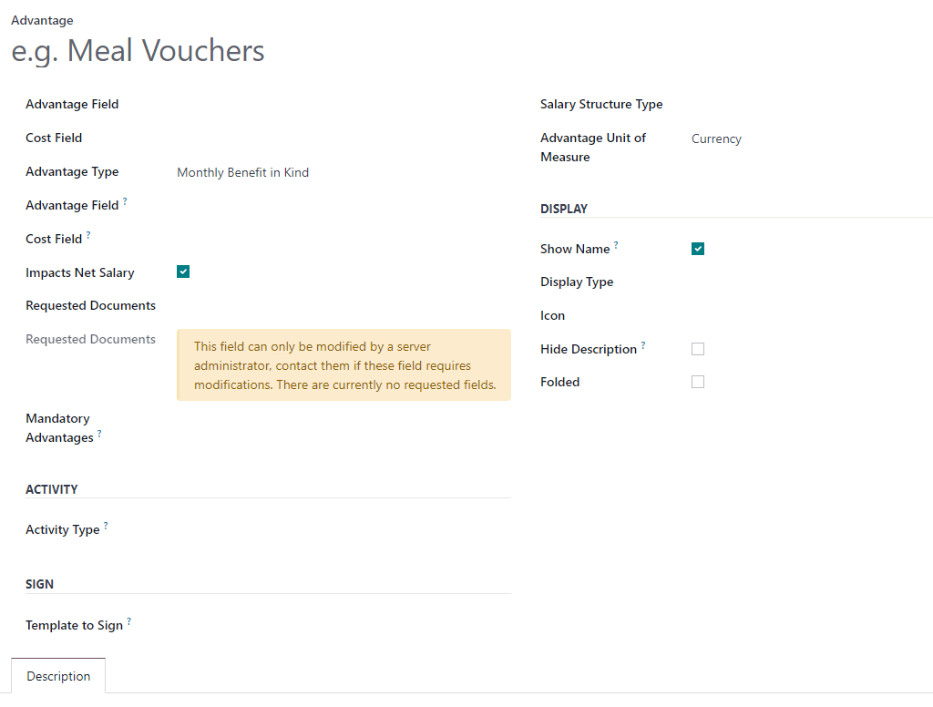 Advantage
e.g. Meal Vouchers
Advantage Field
Cost Field
Advantage Type Monthly Benefit in Kind
Advantage Field ?
Cost Field ?
Impacts Net Salary
Requested Documents
Requested Documents
This field can only be modified by a server
administrator, contact them if these field requires
modifications. There are currently no requested fields.
Mandatory
Advantages ?
ACTIVITY
Activity Type ?
SIGN
Template to Sign ?
Salary Structure Type
Advantage Unit of
Measure
Currency
DISPLAY
Show Name ?
Display Type
Icon
Hide Description ?
Folded
Description